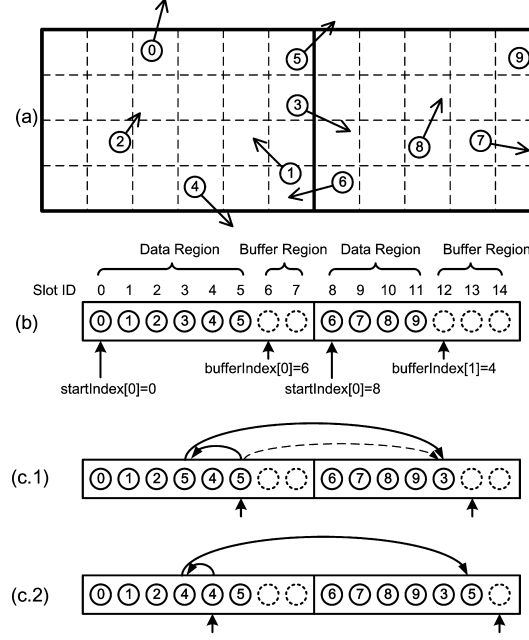 0
5
9
3
(a)
2
8
7
1
4
6
Data Region Buffer Region Data Region Buffer Region
Slot ID 0 1 2 3 4 5 6 7 8 9 10 11 12 13 14
(b) 0 1 2 3 4 5 6 7 8 9
bufferIndex[0]=6 bufferIndex[1]=4
startIndex[0]=0 startIndex[0]=8
(c.1) 0 1 2 5 4 5 6 7 8 9 3
(c.2) 0 1 2 4 4 5 6 7 8 9 3 5